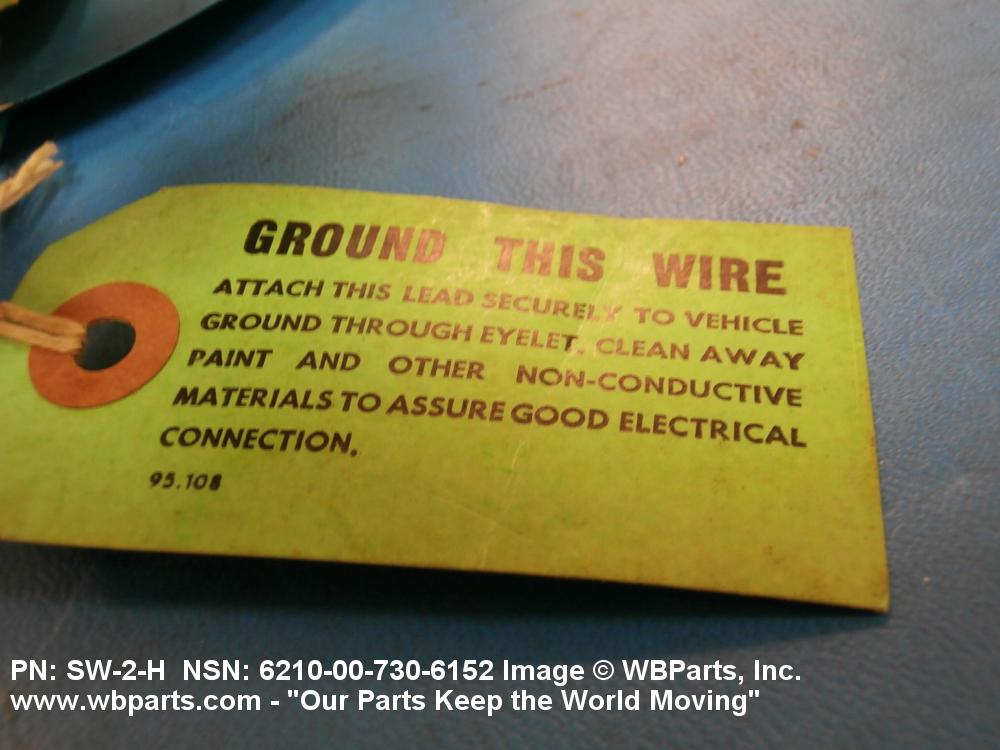 GROUND THIS WIRE
ATTACH THIS LEAD SECURELY TO VEHICLE
GROUND THROUGH EYELET. CLEAN AWAY
PAINT AND OTHER NON-CONDUCTIVE
MATERIALS TO ASSURE GOOD ELECTRICAL
CONNECTION.
95.108
PN: SW-2-H NSN: 6210-00-730-6152 Image © WBParts, Inc.
www.wbparts.com - "Our Parts Keep the World Moving"